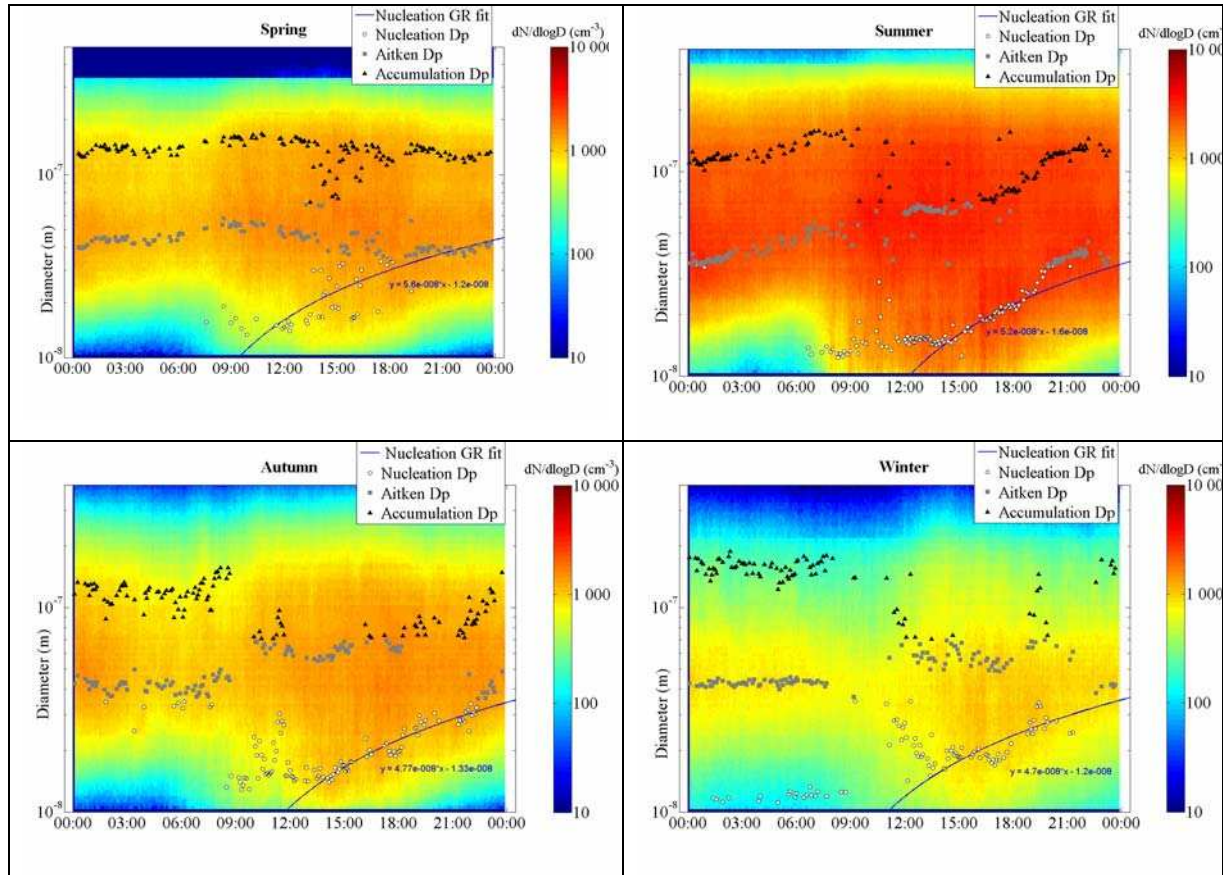 Spring
Nucleation GR fit
Nucleation Dp
Aitken Dp
Accumulation Dp
dN/dlogD (cm-3)
10 000
1 000
100
10
Diameter (m)
10-7
10-8
y = 5.6e-008*x - 1.2e-008
00:00 03:00 06:00 09:00 12:00 15:00 18:00 21:00 00:00
Summer
Nucleation GR fit
Nucleation Dp
Aitken Dp
Accumulation Dp
dN/dlogD (cm-3)
10 000
1 000
100
10
Diameter (m)
10-7
10-8
y = 5.2e-008*x - 1.6e-008
00:00 03:00 06:00 09:00 12:00 15:00 18:00 21:00 00:00
Autumn
Nucleation GR fit
Nucleation Dp
Aitken Dp
Accumulation Dp
dN/dlogD (cm-3)
10 000
1 000
100
10
Diameter (m)
10-7
10-8
y = 4.77e-008*x - 1.33e-008
00:00 03:00 06:00 09:00 12:00 15:00 18:00 21:00 00:00
Winter
Nucleation GR fit
Nucleation Dp
Aitken Dp
Accumulation Dp
dN/dlogD (cm-
10 000
1 000
100
10
Diameter (m)
10-7
10-8
y = 4.7e-008*x - 1.2e-008
00:00 03:00 06:00 09:00 12:00 15:00 18:00 21:00 00:00